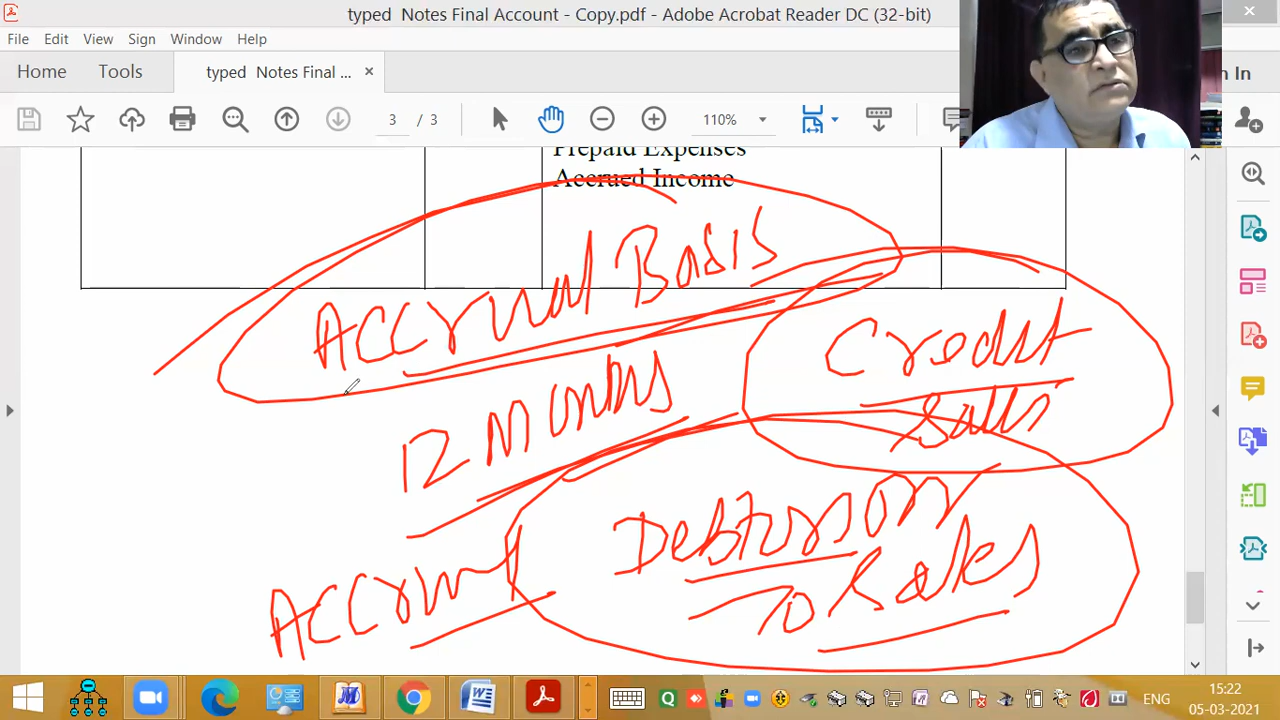 typed Notes Final Account - Copy.pdf - Adobe Acrobat Reader DC (32-bit)
File Edit View Sign Window Help
Home Tools typed Notes Final ... In
3 / 3 110%
Prepaid Expenses
Accrued Income
Accrual Basis
Credit
Sales
12 Months
Debtors
To Sales
ENG
15:22
05-03-2021